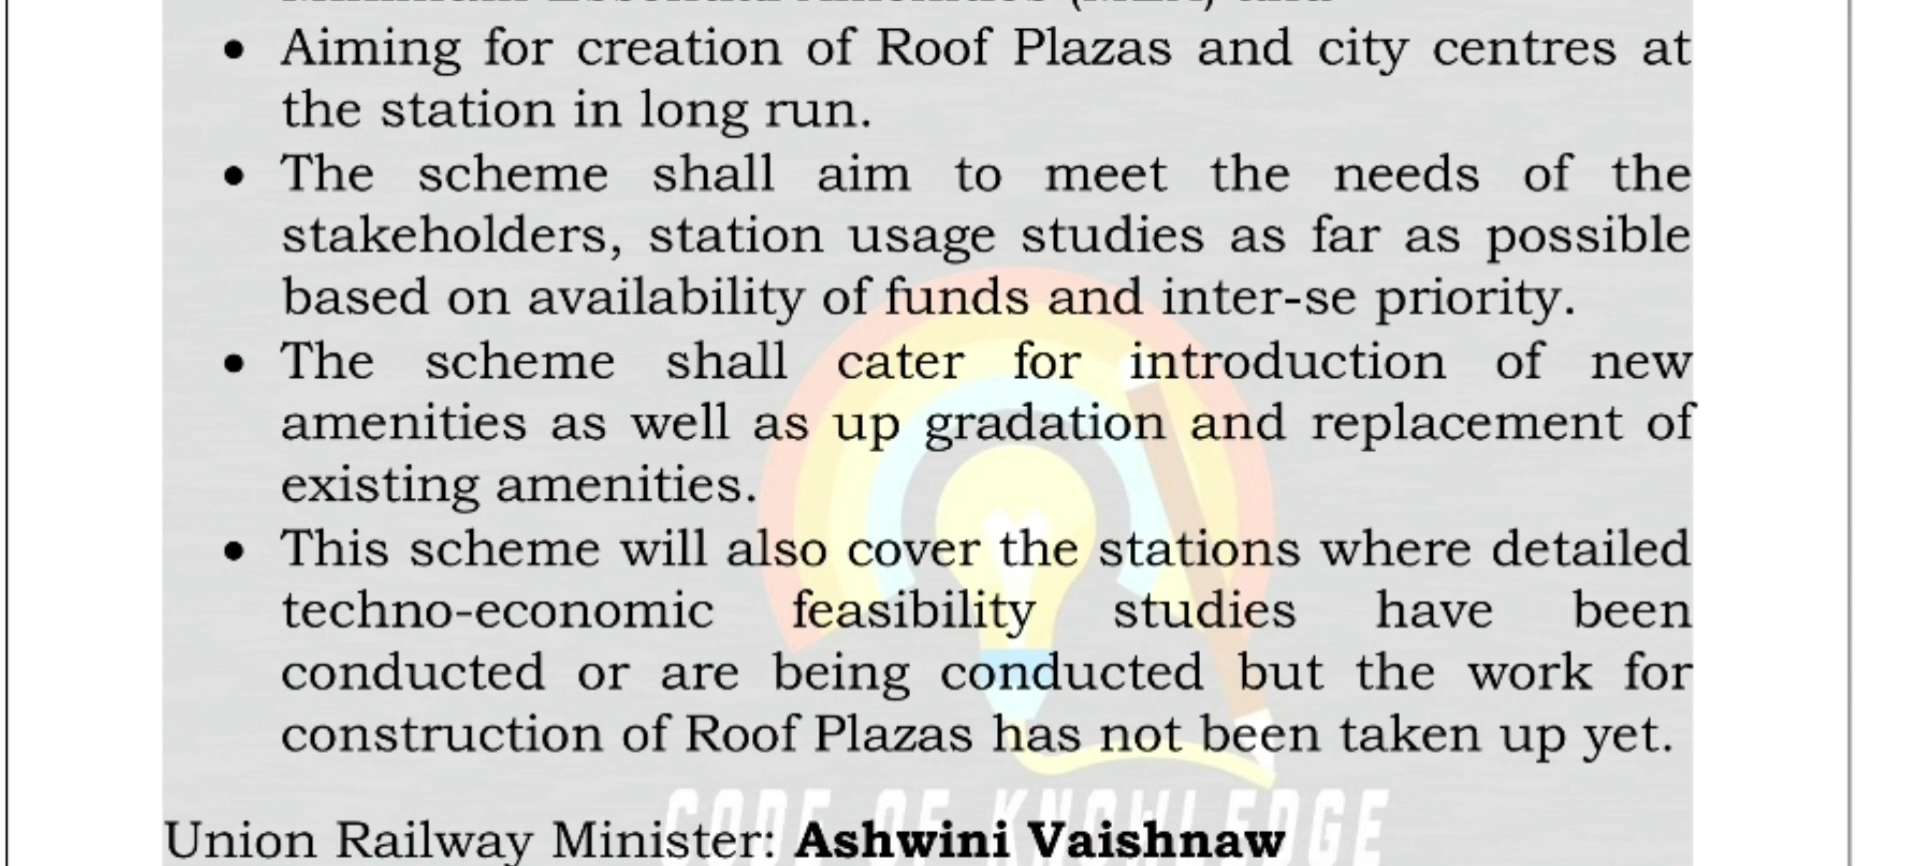 Minimum Essential Amenities (MEA) and
• Aiming for creation of Roof Plazas and city centres at
the station in long run.
• The scheme shall aim to meet the needs of the
stakeholders, station usage studies as far as possible
based on availability of funds and inter-se priority.
• The scheme shall cater for introduction of new
amenities as well as up gradation and replacement of
existing amenities.
• This scheme will also cover the stations where detailed
techno-economic feasibility studies have been
conducted or are being conducted but the work for
construction of Roof Plazas has not been taken up yet.
CODE OF KNOWLEDGE
Union Railway Minister: Ashwini Vaishnaw